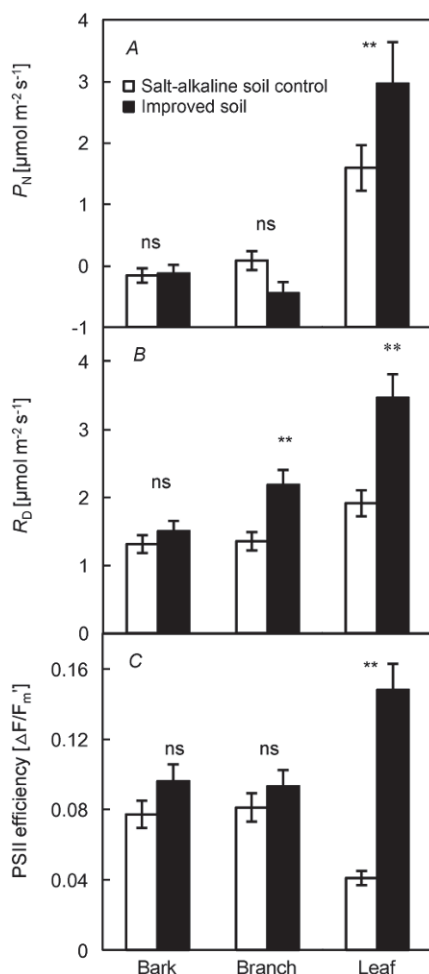 4
A
Salt-alkaline soil control
Improved soil
**
3
2
1
0
-1
ns
ns
P_N [µmol m⁻² s⁻¹]
4
B
**
3
2
1
0
ns
**
R_D [µmol m⁻² s⁻¹]
C
**
0.16
0.12
0.08
0.04
0
ns
ns
PSII efficiency [ΔF/Fm']
Bark Branch Leaf